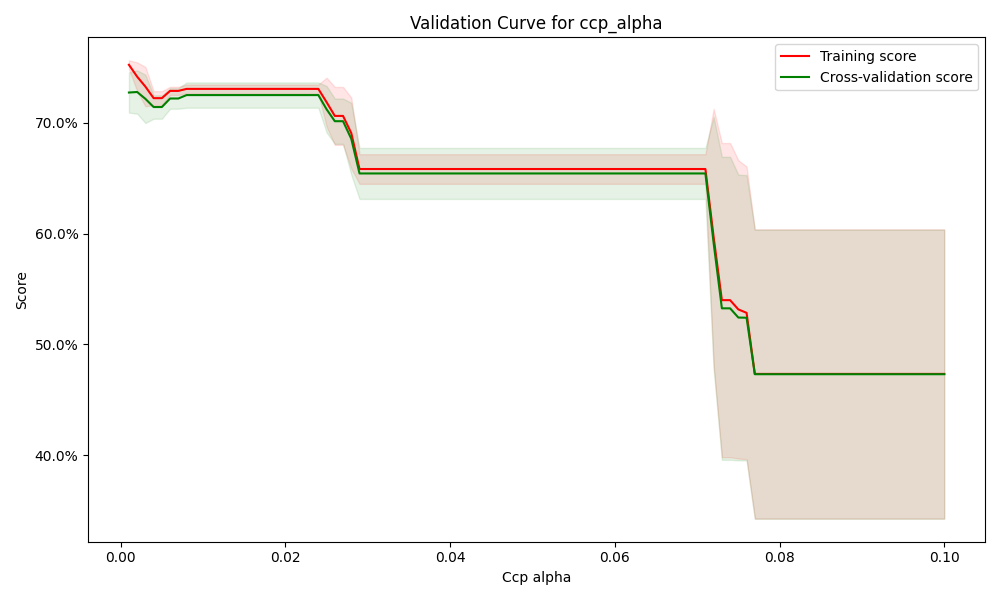 Validation Curve for ccp_alpha
Training score
Cross-validation score
Score
70.0%
60.0%
50.0%
40.0%
0.00 0.02 0.04 0.06 0.08 0.10
Ccp alpha